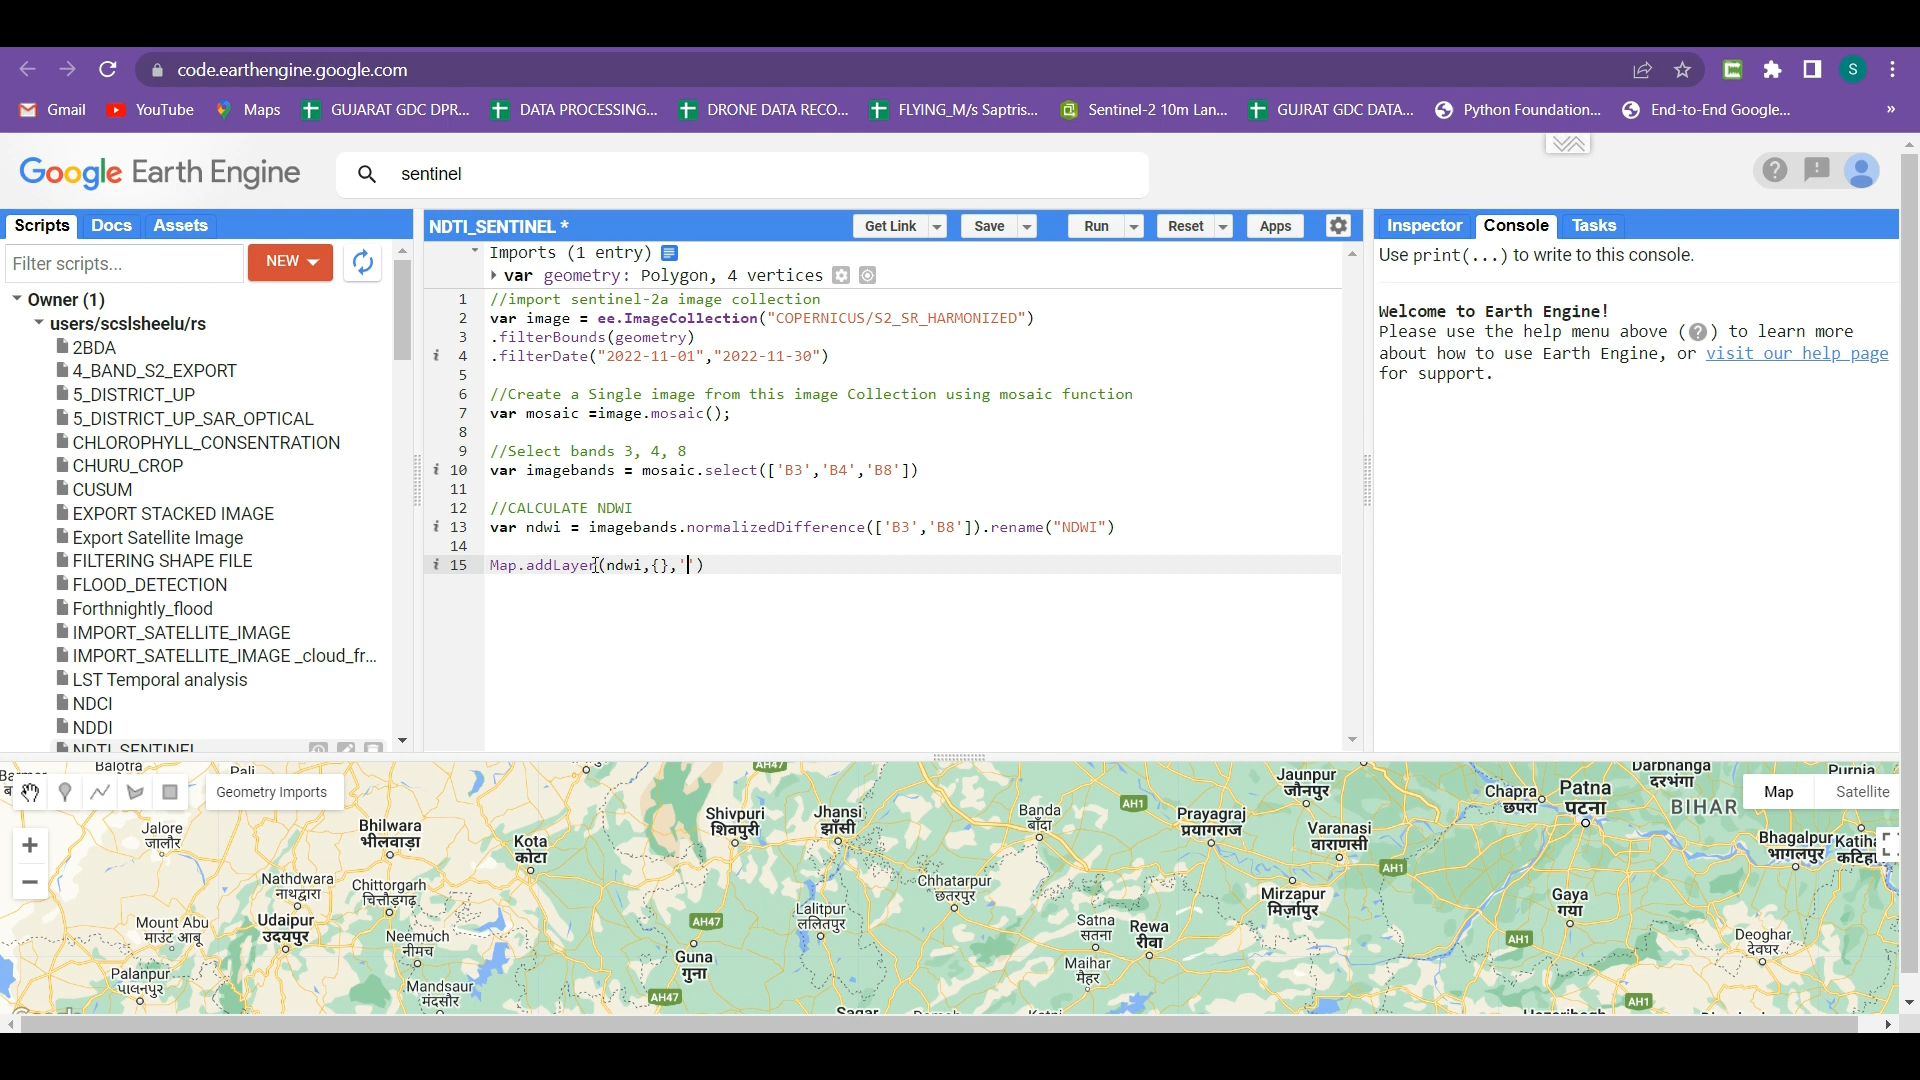 code.earthengine.google.com
S
Gmail
YouTube
Maps
GUJARAT GDC DPR...
DATA PROCESSING...
DRONE DATA RECO...
FLYING_M/s Saptris...
Sentinel-2 10m Lan...
GUJRAT GDC DATA...
Python Foundation...
End-to-End Google...
»
Google Earth Engine
sentinel
Scripts
Docs
Assets
Filter scripts...
NEW
Owner (1)
users/scslsheelu/rs
2BDA
4_BAND_S2_EXPORT
5_DISTRICT_UP
5_DISTRICT_UP_SAR_OPTICAL
CHLOROPHYLL_CONSENTRATION
CHURU_CROP
CUSUM
EXPORT STACKED IMAGE
Export Satellite Image
FILTERING SHAPE FILE
FLOOD_DETECTION
Forthnightly_flood
IMPORT_SATELLITE_IMAGE
IMPORT_SATELLITE_IMAGE _cloud_fr...
LST Temporal analysis
NDCI
NDDI
NDTI_SENTINEL
NDTI_SENTINEL *
Get Link
Save
Run
Reset
Apps
Imports (1 entry)
var geometry: Polygon, 4 vertices
1 //import sentinel-2a image collection
2 var image = ee.ImageCollection("COPERNICUS/S2_SR_HARMONIZED")
3 .filterBounds(geometry)
i 4 .filterDate("2022-11-01","2022-11-30")
5
6 //Create a Single image from this image Collection using mosaic function
7 var mosaic =image.mosaic();
8
9 //Select bands 3, 4, 8
i 10 var imagebands = mosaic.select(['B3','B4','B8'])
11
12 //CALCULATE NDWI
i 13 var ndwi = imagebands.normalizedDifference(['B3','B8']).rename("NDWI")
14
i 15 Map.addLayer(ndwi,{},'')
Inspector
Console
Tasks
Use print(...) to write to this console.
Welcome to Earth Engine!
Please use the help menu above (?) to learn more
about how to use Earth Engine, or visit our help page
for support.
Geometry Imports
Map
Satellite
+
−
Balotra
Pali
Jalore
जालौर
Bhilwara
भीलवाड़ा
Kota
कोटा
Nathdwara
नाथद्वारा
Chittorgarh
चित्तौड़गढ़
Mount Abu
माउंट आबू
Udaipur
उदयपुर
Neemuch
नीमच
Palanpur
પાલનપુર
Mandsaur
मंदसौर
AH47
Shivpuri
शिवपुरी
Jhansi
झाँसी
Banda
बाँदा
AH1
Prayagraj
प्रयागराज
Jaunpur
जौनपुर
Varanasi
वाराणसी
AH1
Chapra
छपरा
Patna
पटना
BIHAR
Darbhanga
दरभंगा
Purnia
Bhagalpur
भागलपुर
Katihar
कटिहार
Chhatarpur
छतरपुर
Lalitpur
ललितपुर
AH47
Guna
गुना
AH47
Satna
सतना
Rewa
रीवा
Maihar
मैहर
Mirzapur
मिर्ज़ापुर
AH1
Gaya
गया
Deoghar
देवघर
AH1
Sagar